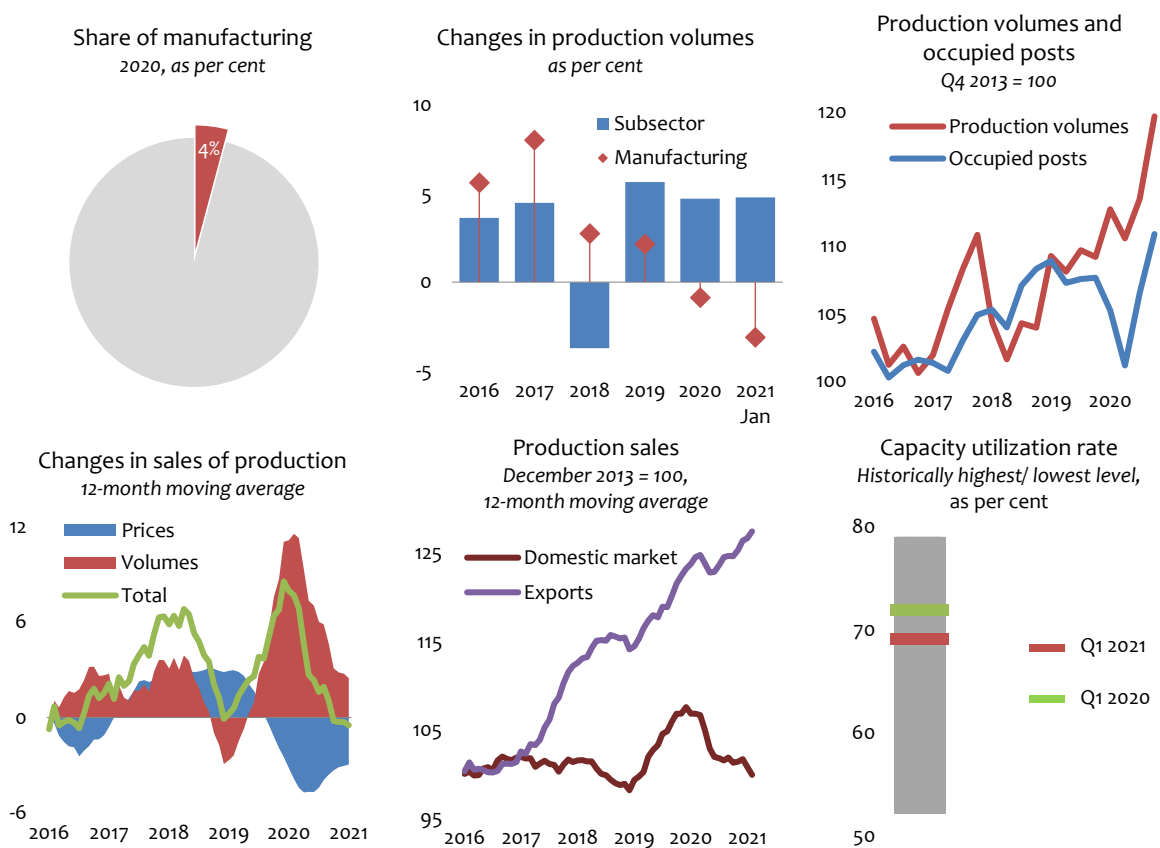 Share of manufacturing
2020, as per cent
4%
Changes in production volumes
as per cent
10
5
0
-5
Subsector
Manufacturing
2016 2017 2018 2019 2020 2021
Jan
Production volumes and
occupied posts
Q4 2013 = 100
120
115
110
105
100
Production volumes
Occupied posts
2016 2017 2018 2019 2020
Changes in sales of production
12-month moving average
12
6
0
-6
Prices
Volumes
Total
2016 2017 2018 2019 2020 2021
Production sales
December 2013 = 100,
12-month moving average
125
115
105
95
Domestic market
Exports
2016 2017 2018 2019 2020 2021
Capacity utilization rate
Historically highest/ lowest level,
as per cent
80
70
60
50
Q1 2021
Q1 2020